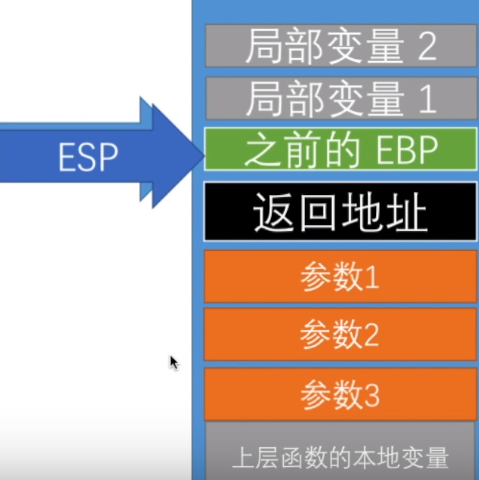 局部变量 2
局部变量 1
ESP
之前的 EBP
返回地址
参数1
参数2
参数3
上层函数的本地变量